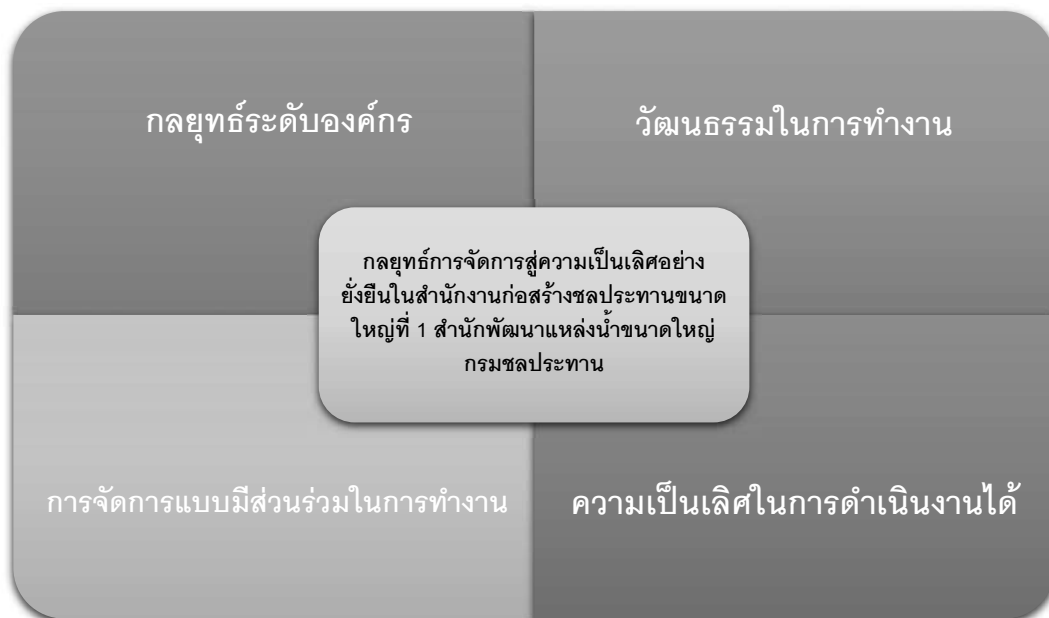 กลยุทธ์ระดับองค์กร
วัฒนธรรมในการทำงาน
กลยุทธ์การจัดการสู่ความเป็นเลิศอย่าง
ยั่งยืนในสำนักงานก่อสร้างชลประทานขนาด
ใหญ่ที่ 1 สำนักพัฒนาแหล่งน้ำขนาดใหญ่
กรมชลประทาน
การจัดการแบบมีส่วนร่วมในการทำงาน
ความเป็นเลิศในการดำเนินงานได้